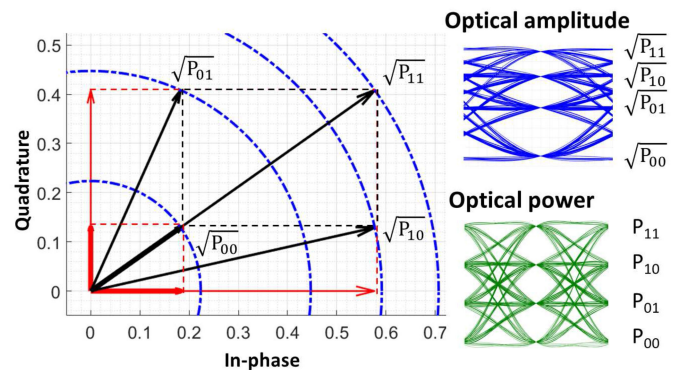 Optical amplitude
0.5
0.4
0.3
0.2
0.1
0
Quadrature
√P₀₁
√P₁₁
√P₀₀
√P₁₀
0 0.1 0.2 0.3 0.4 0.5 0.6 0.7
In-phase
√P₁₁
√P₁₀
√P₀₁
√P₀₀
Optical power
P₁₁
P₁₀
P₀₁
P₀₀